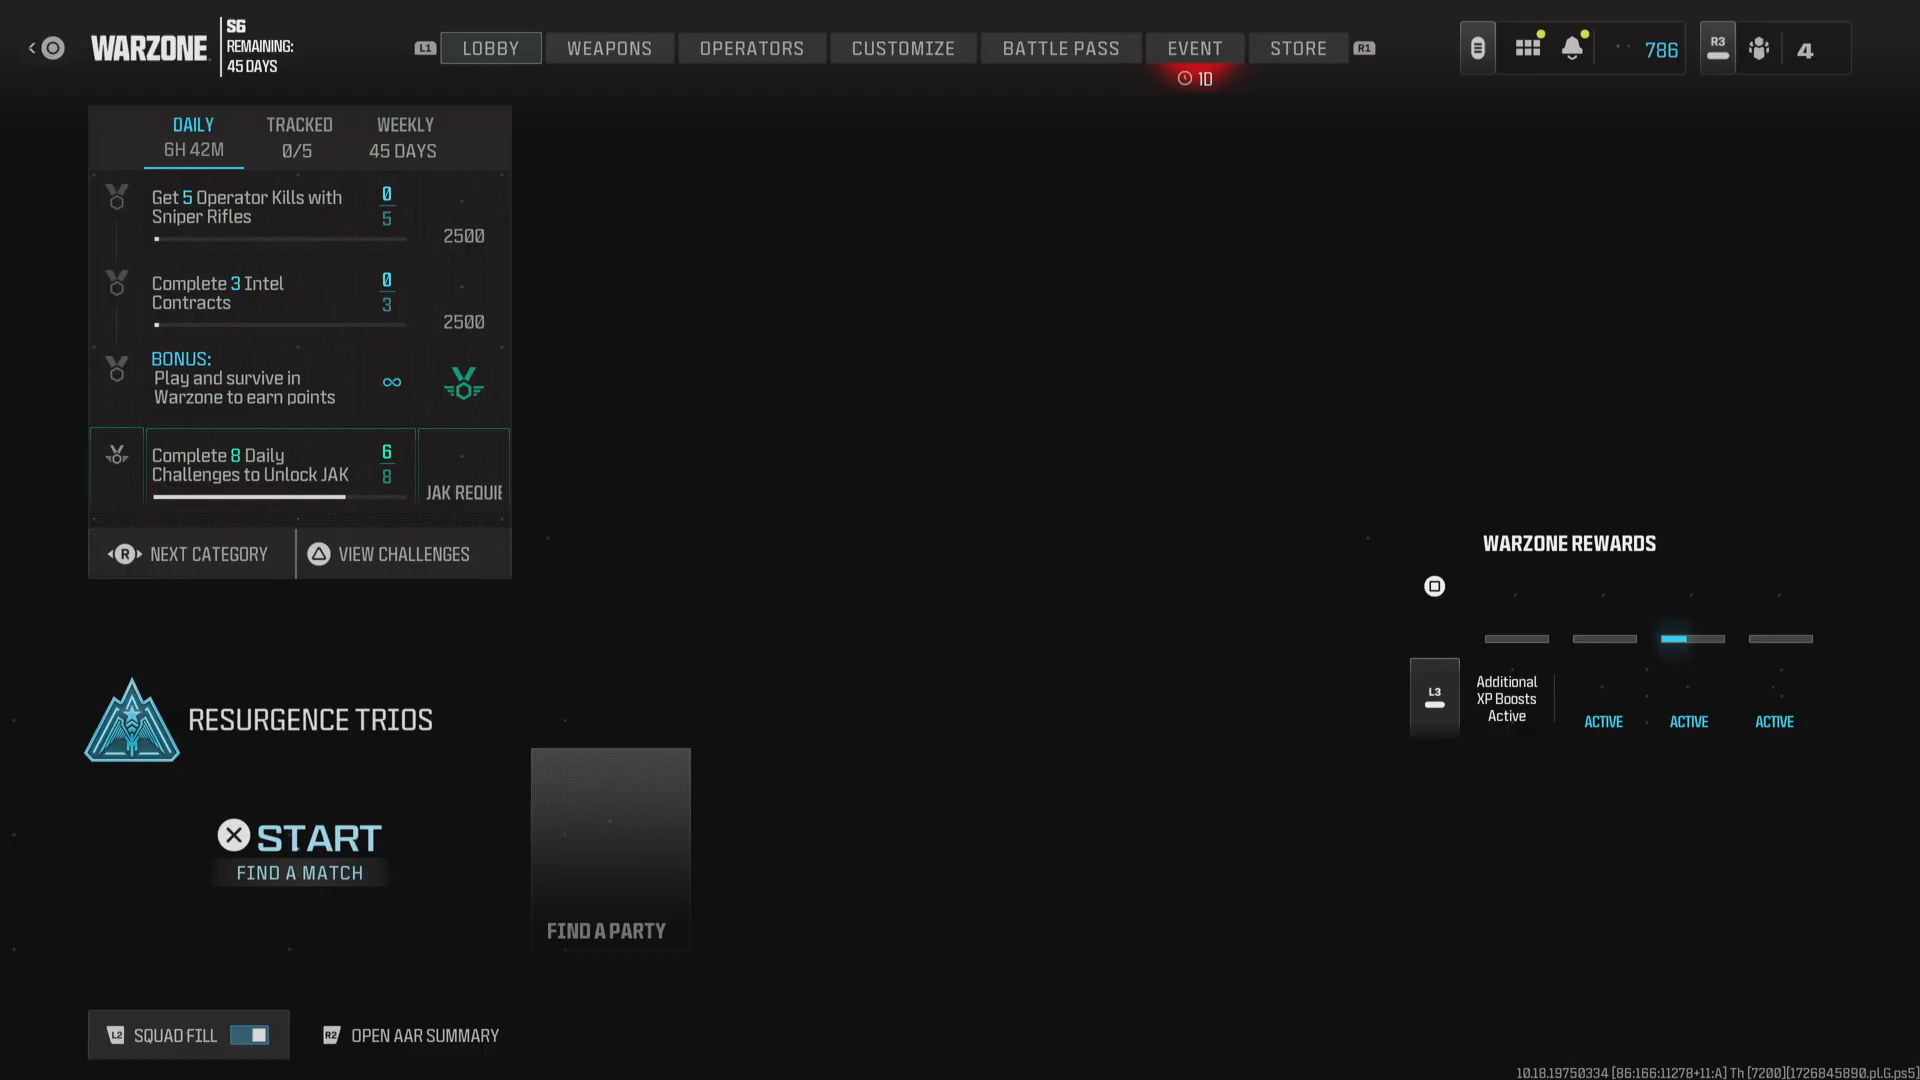 WARZONE
S6
REMAINING:
45 DAYS
L1
LOBBY
WEAPONS
OPERATORS
CUSTOMIZE
BATTLE PASS
EVENT
STORE
R1
1D
786
R3
4
DAILY
6H 42M
TRACKED
0/5
WEEKLY
45 DAYS
Get 5 Operator Kills with
Sniper Rifles
0
5
2500
Complete 3 Intel
Contracts
0
3
2500
BONUS:
Play and survive in
Warzone to earn points
∞
Complete 8 Daily
Challenges to Unlock JAK
6
8
JAK REQUIE
R
NEXT CATEGORY
VIEW CHALLENGES
WARZONE REWARDS
L3
Additional
XP Boosts
Active
ACTIVE
ACTIVE
ACTIVE
RESURGENCE TRIOS
START
FIND A MATCH
FIND A PARTY
L2
SQUAD FILL
R2
OPEN AAR SUMMARY
10.18.19750334 [86:166:11278+11:A] Th [7200][1726845890.pl.G.ps5]